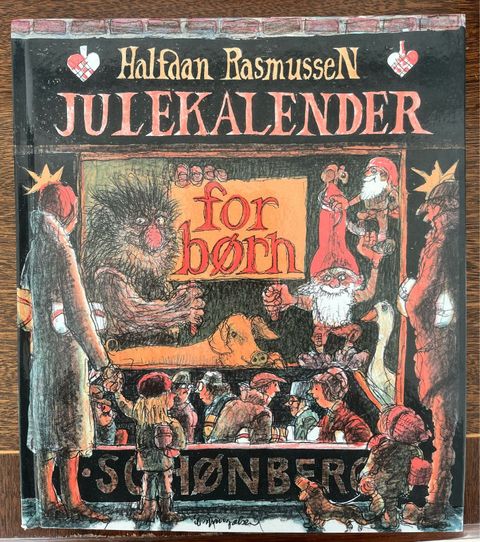 Halfdan Rasmussen
JULEKALENDER
for
børn
SCHØNBERG